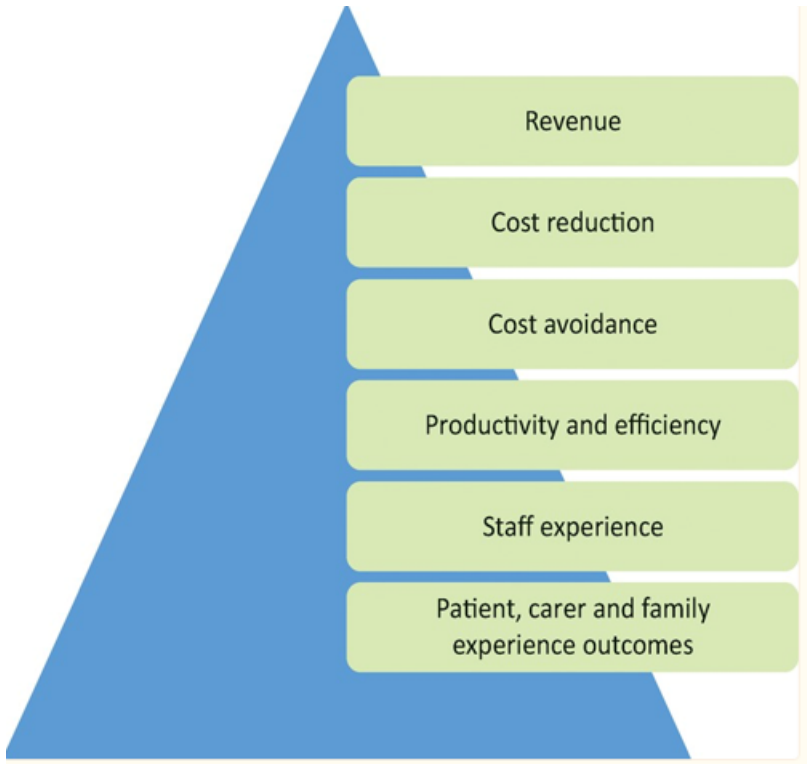 Revenue
Cost reduction
Cost avoidance
Productivity and efficiency
Staff experience
Patient, carer and family
experience outcomes